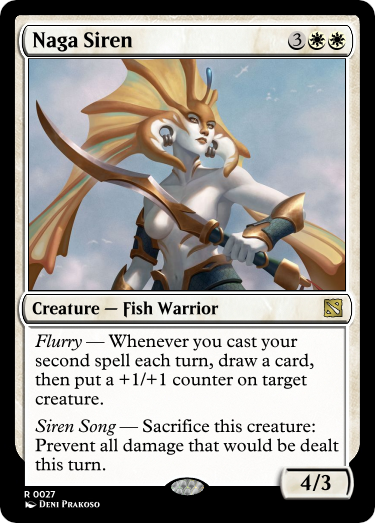 Naga Siren 3
Creature — Fish Warrior
Flurry — Whenever you cast your
second spell each turn, draw a card,
then put a +1/+1 counter on target
creature.
Siren Song — Sacrifice this creature:
Prevent all damage that would be dealt
this turn.
4/3
R 0027
Deni Prakoso